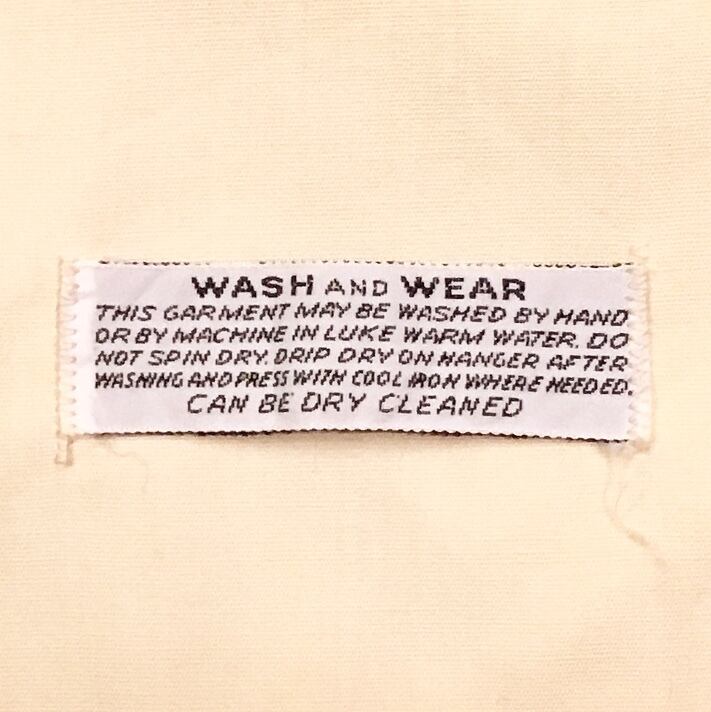 WASH AND WEAR
THIS GARMENT MAY BE WASHED BY HAND
OR BY MACHINE IN LUKE WARM WATER. DO
NOT SPIN DRY. DRIP DRY ON HANGER AFTER
WASHING AND PRESS WITH COOL IRON WHERE NEEDED.
CAN BE DRY CLEANED